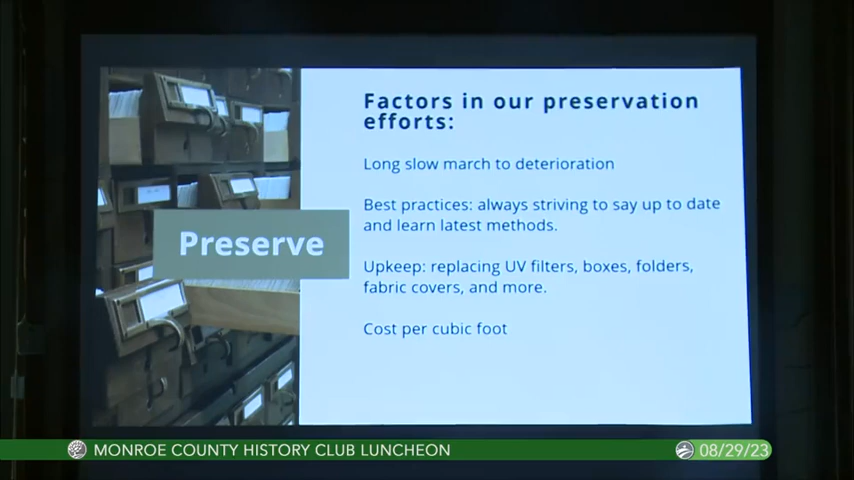 Factors in our preservation
efforts:
Long slow march to deterioration
Best practices: always striving to say up to date
and learn latest methods.
Preserve
Upkeep: replacing UV filters, boxes, folders,
fabric covers, and more.
Cost per cubic foot
MONROE COUNTY HISTORY CLUB LUNCHEON
08/29/23